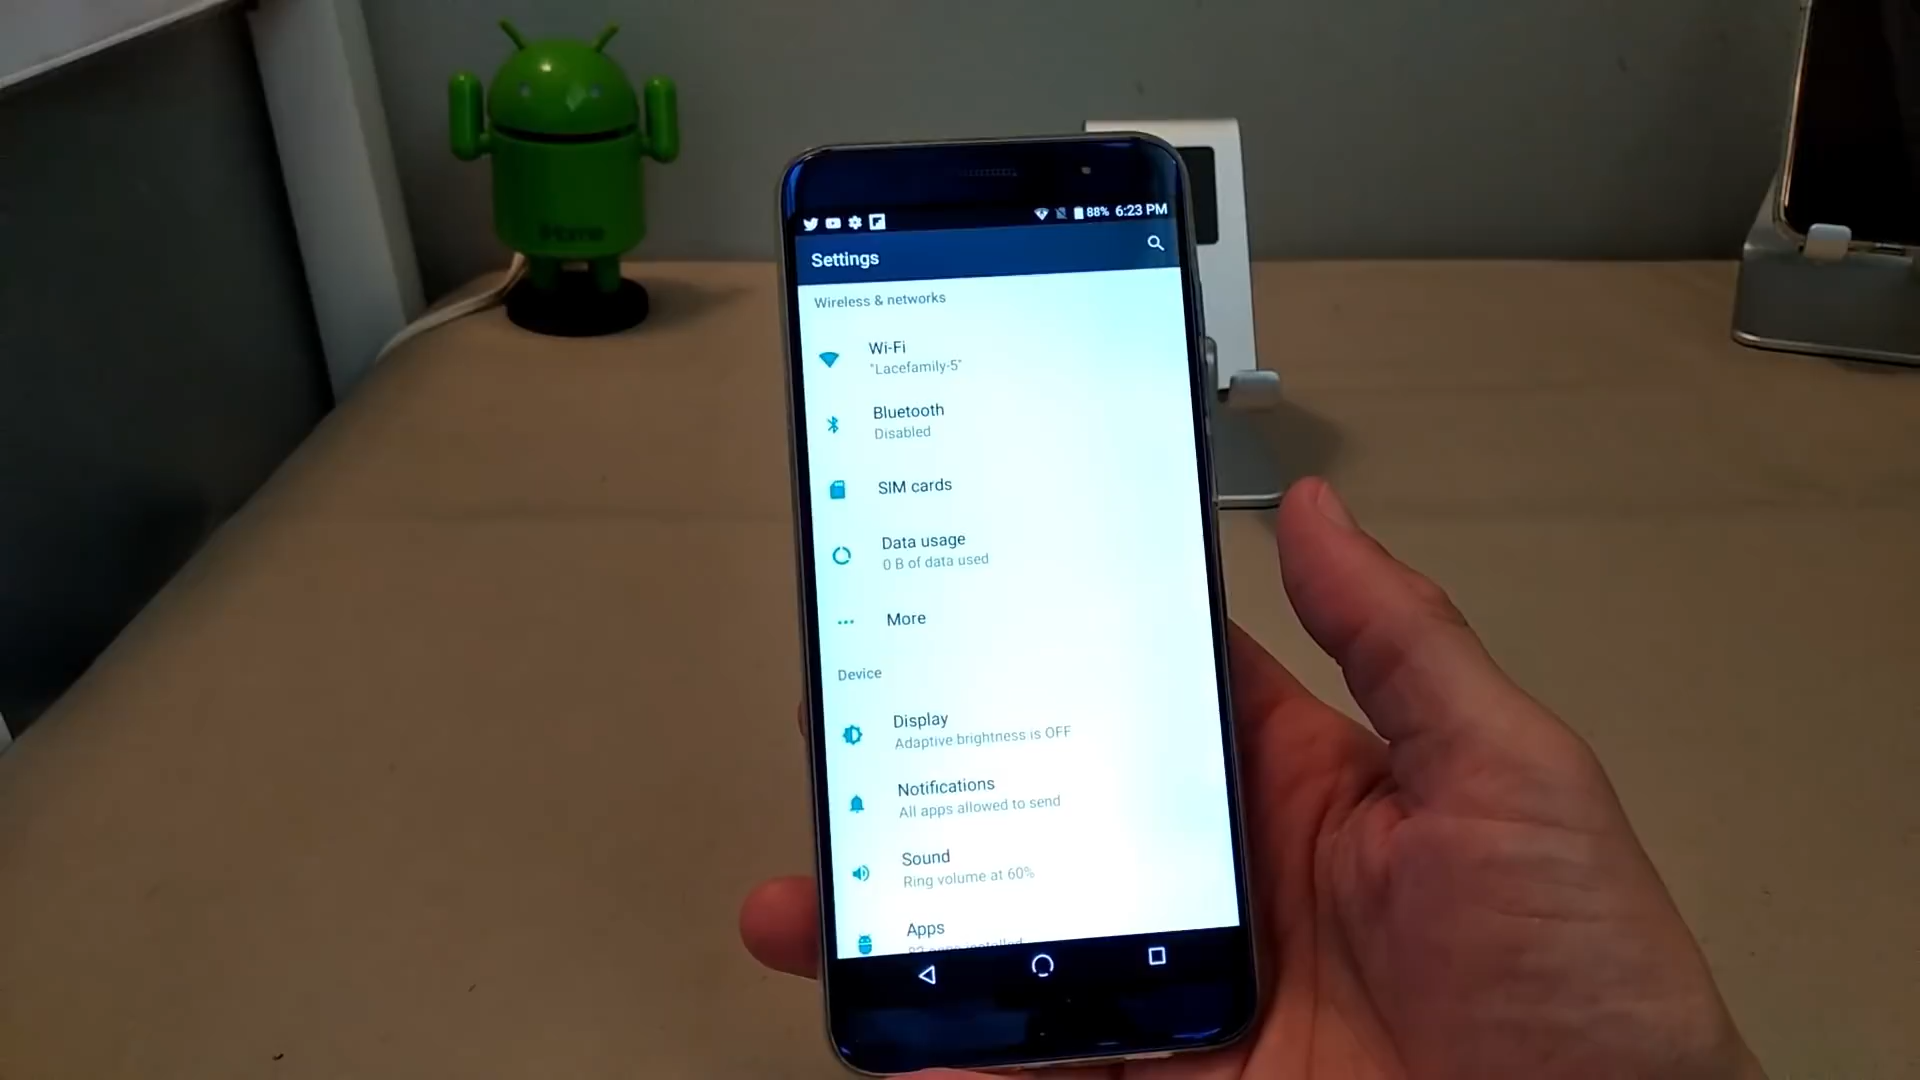 iHome
88% 6:23 PM
Settings
Wireless & networks
Wi-Fi
"Lacefamily-5"
Bluetooth
Disabled
SIM cards
Data usage
0 B of data used
More
Device
Display
Adaptive brightness is OFF
Notifications
All apps allowed to send
Sound
Ring volume at 60%
Apps